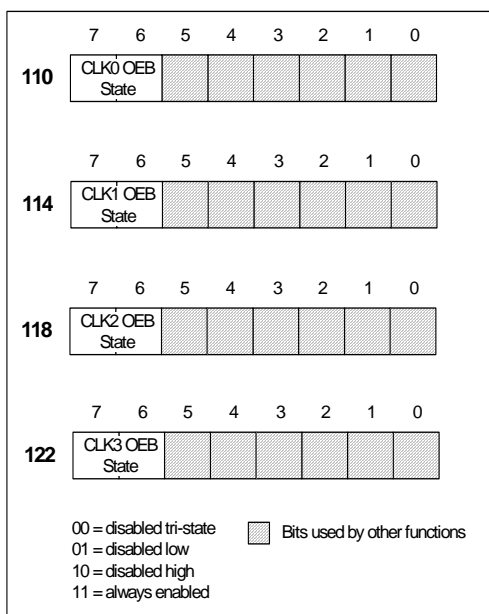 7 6 5 4 3 2 1 0
110 CLK0 OEB
State
7 6 5 4 3 2 1 0
114 CLK1 OEB
State
7 6 5 4 3 2 1 0
118 CLK2 OEB
State
7 6 5 4 3 2 1 0
122 CLK3 OEB
State
00 = disabled tri-state
01 = disabled low
10 = disabled high
11 = always enabled
Bits used by other functions